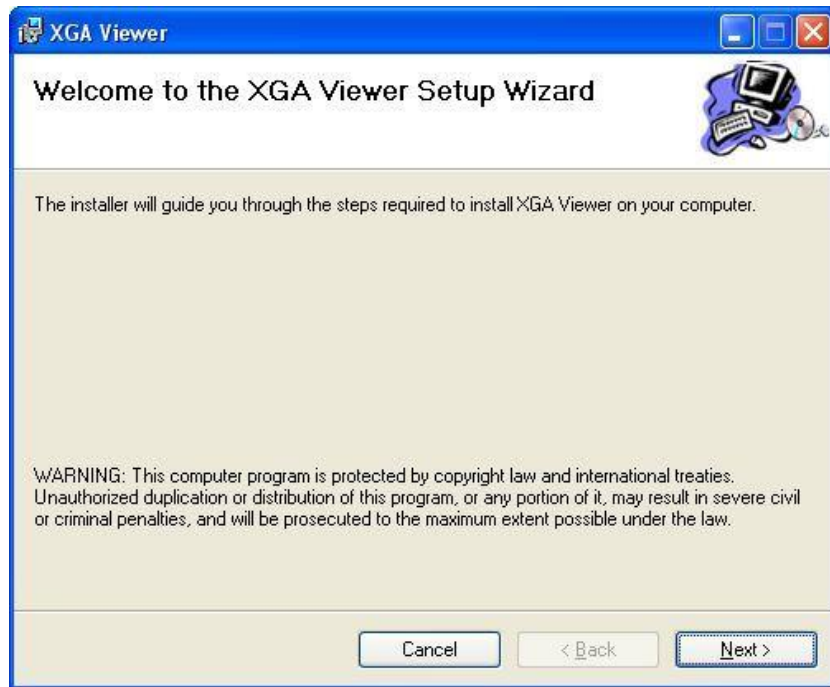 XGA Viewer
Welcome to the XGA Viewer Setup Wizard
The installer will guide you through the steps required to install XGA Viewer on your computer.
WARNING: This computer program is protected by copyright law and international treaties.
Unauthorized duplication or distribution of this program, or any portion of it, may result in severe civil
or criminal penalties, and will be prosecuted to the maximum extent possible under the law.
Cancel
< Back
Next >